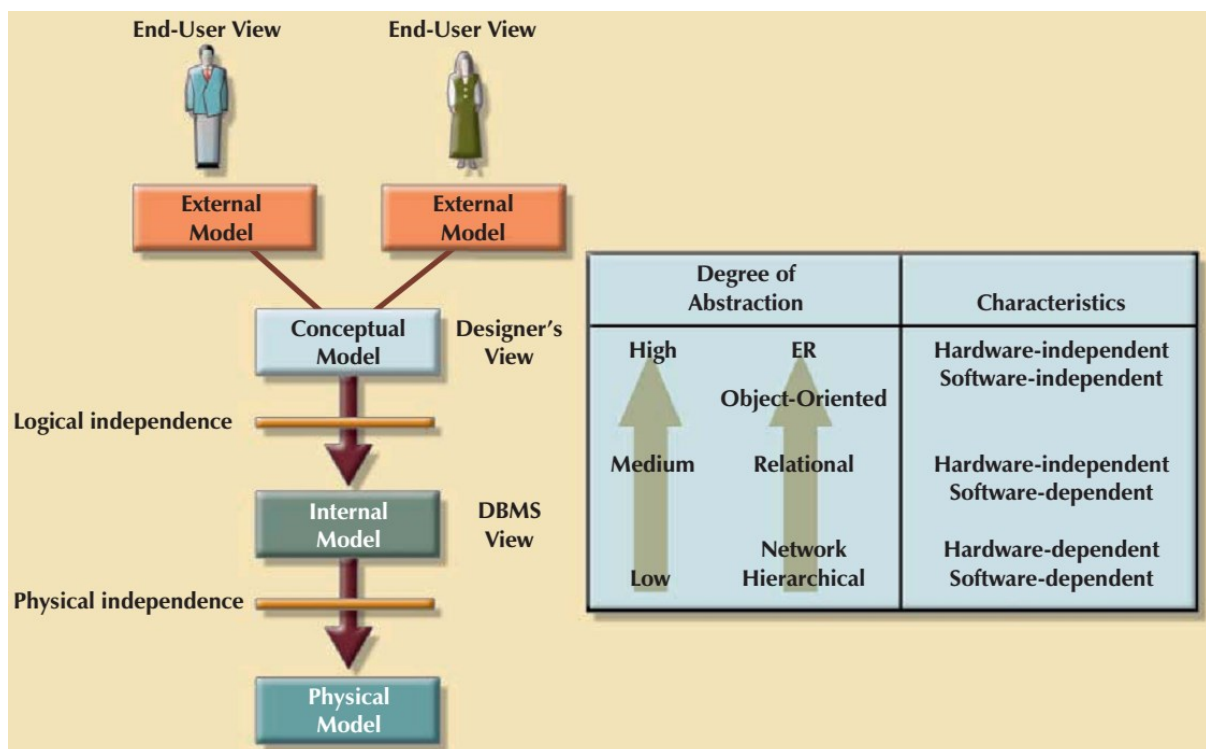 End-User View
End-User View
External
Model
External
Model
Conceptual
Model
Designer's
View
Logical independence
Internal
Model
DBMS
View
Physical independence
Physical
Model
Degree of
Abstraction
Characteristics
High
ER
Hardware-independent
Software-independent
Object-Oriented
Medium
Relational
Hardware-independent
Software-dependent
Low
Network
Hierarchical
Hardware-dependent
Software-dependent